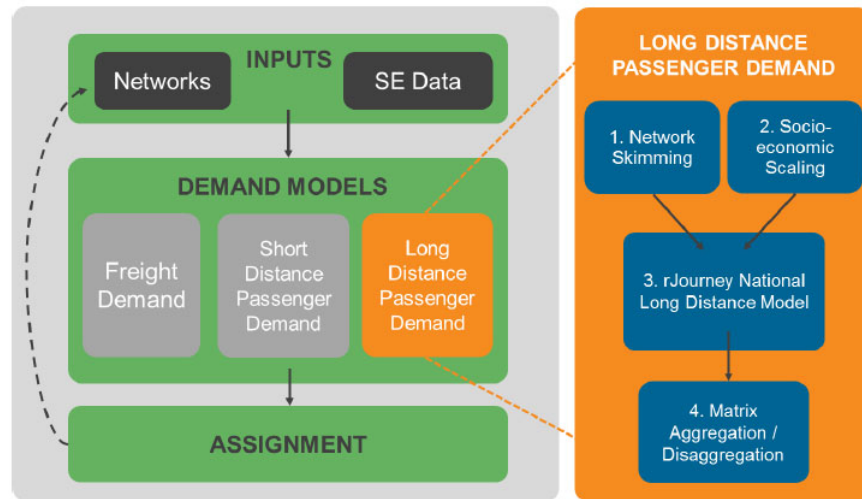 INPUTS
Networks
SE Data
DEMAND MODELS
Freight
Demand
Short
Distance
Passenger
Demand
Long
Distance
Passenger
Demand
ASSIGNMENT
LONG DISTANCE
PASSENGER DEMAND
1. Network
Skimming
2. Socio-
economic
Scaling
3. rJourney National
Long Distance Model
4. Matrix
Aggregation /
Disaggregation